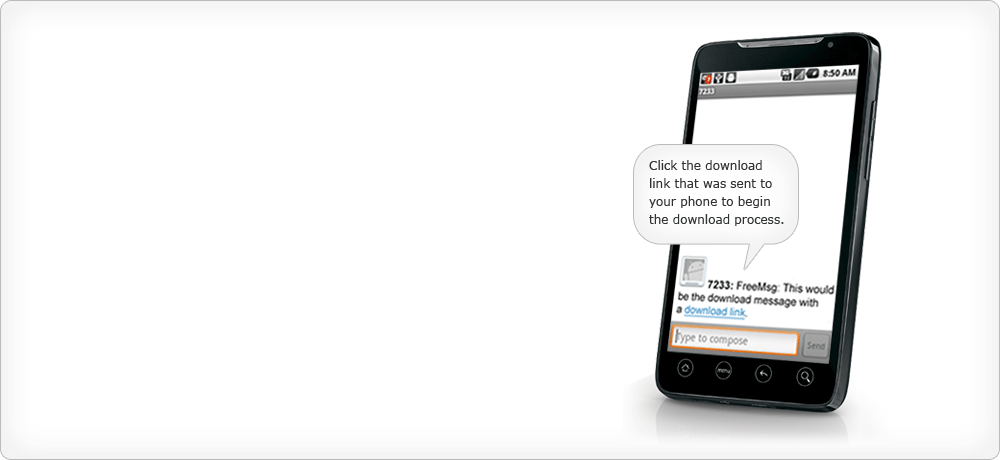 8:50 AM
7233
Click the download
link that was sent to
your phone to begin
the download process.
7233: FreeMsg: This would
be the download message with
a download link.
Type to compose
Send
menu